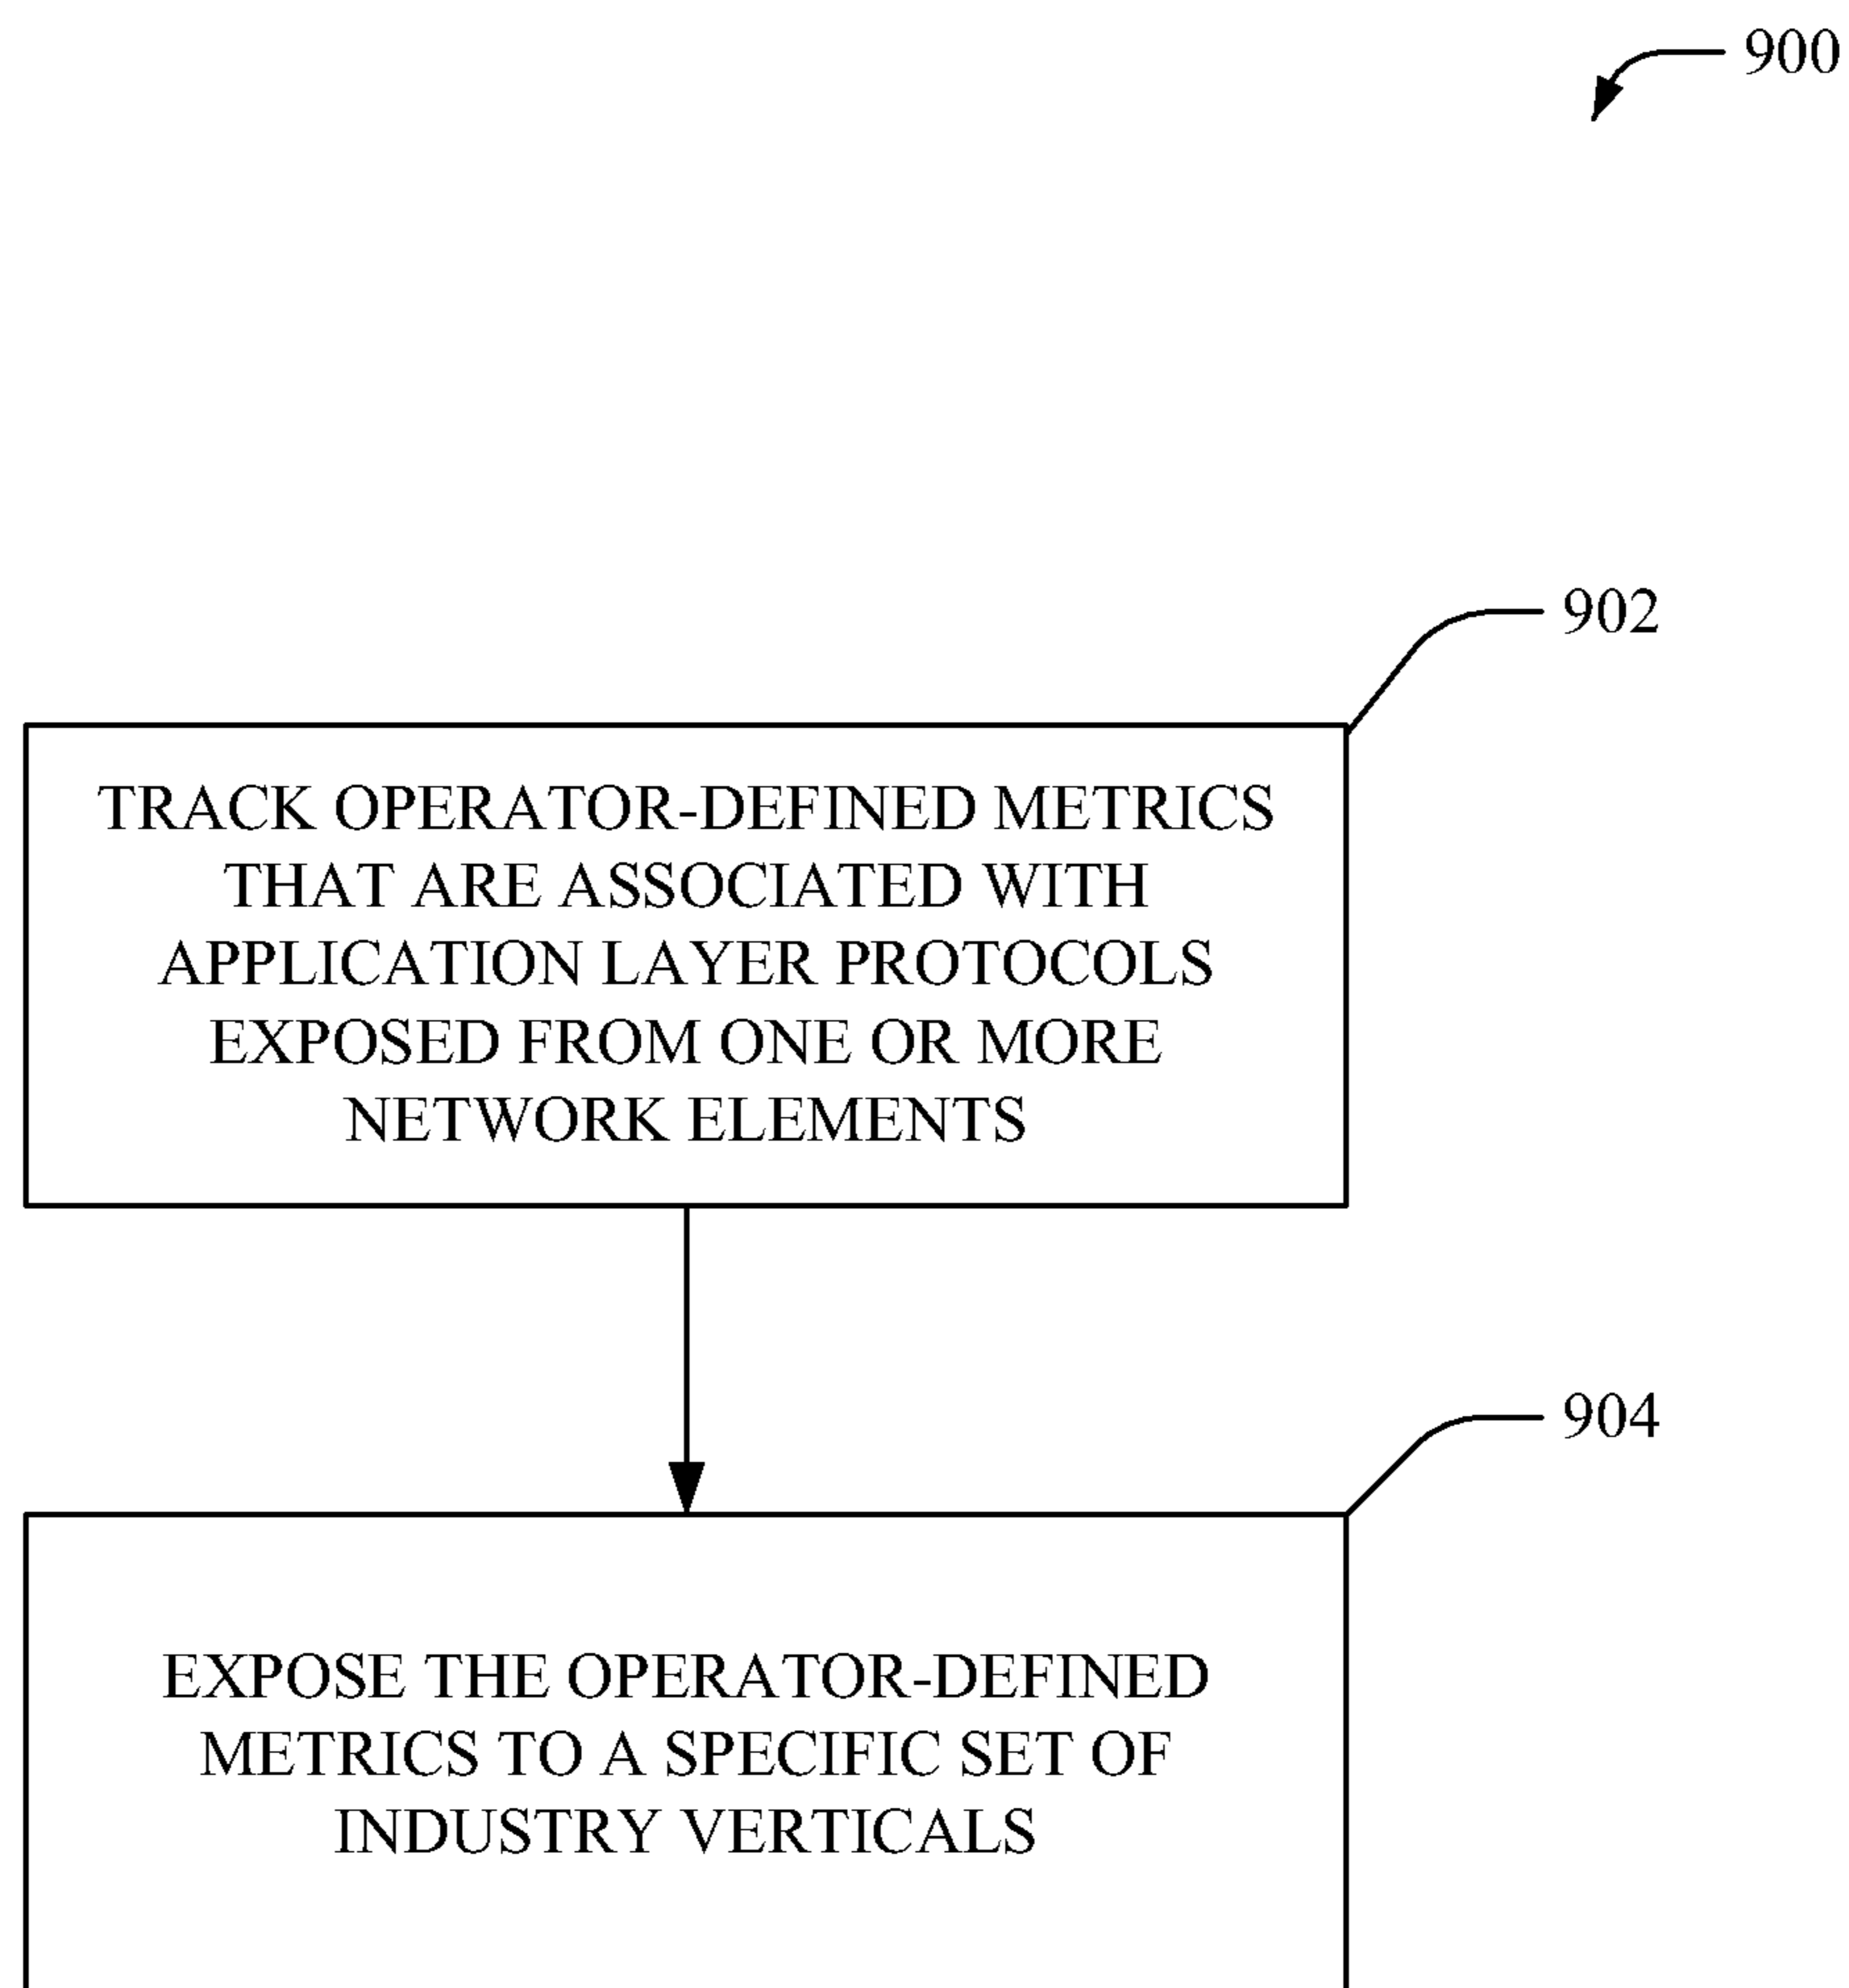 900
902
TRACK OPERATOR-DEFINED METRICS
THAT ARE ASSOCIATED WITH
APPLICATION LAYER PROTOCOLS
EXPOSED FROM ONE OR MORE
NETWORK ELEMENTS
904
EXPOSE THE OPERATOR-DEFINED
METRICS TO A SPECIFIC SET OF
INDUSTRY VERTICALS